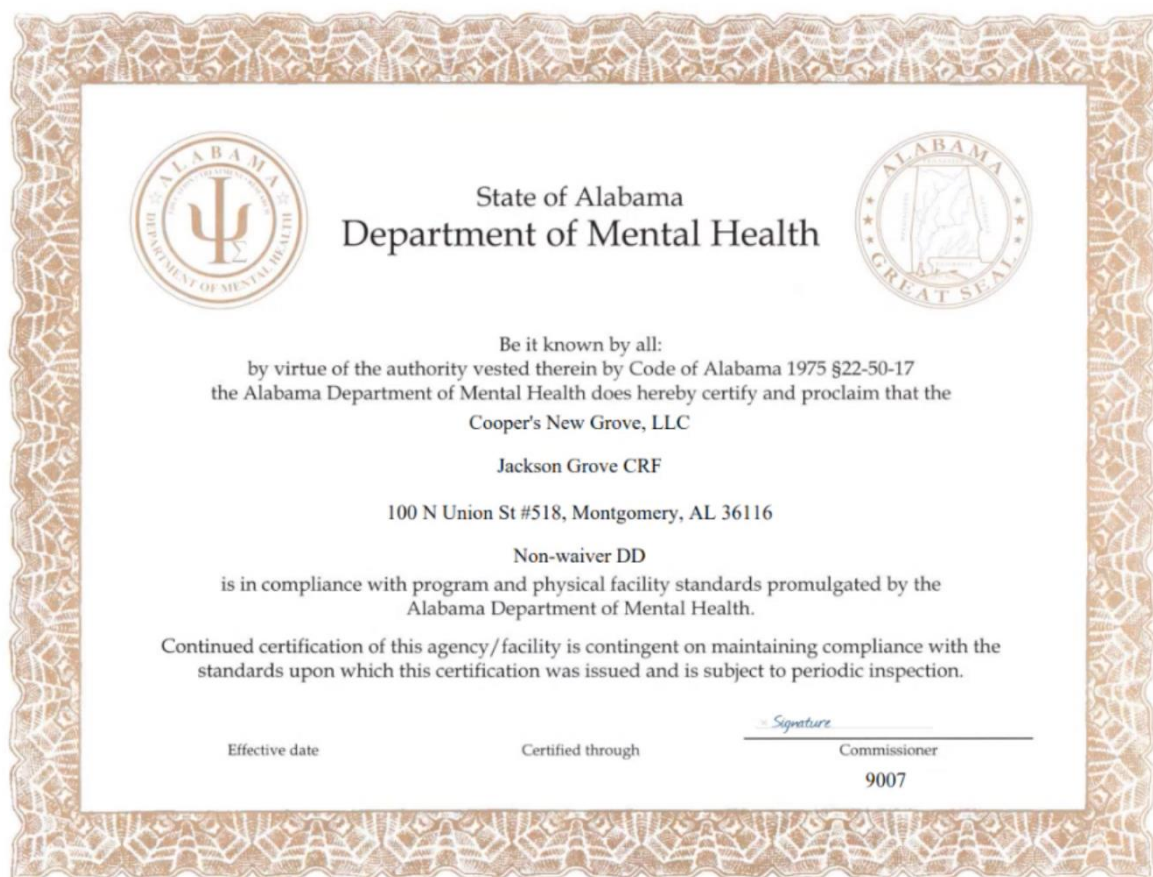 ALABAMA
DEPARTMENT OF MENTAL HEALTH
Σ
State of Alabama
Department of Mental Health
ALABAMA
GREAT SEAL
Be it known by all:
by virtue of the authority vested therein by Code of Alabama 1975 §22-50-17
the Alabama Department of Mental Health does hereby certify and proclaim that the
Cooper's New Grove, LLC
Jackson Grove CRF
100 N Union St #518, Montgomery, AL 36116
Non-waiver DD
is in compliance with program and physical facility standards promulgated by the
Alabama Department of Mental Health.
Continued certification of this agency/facility is contingent on maintaining compliance with the
standards upon which this certification was issued and is subject to periodic inspection.
Signature
Effective date
Certified through
Commissioner
9007